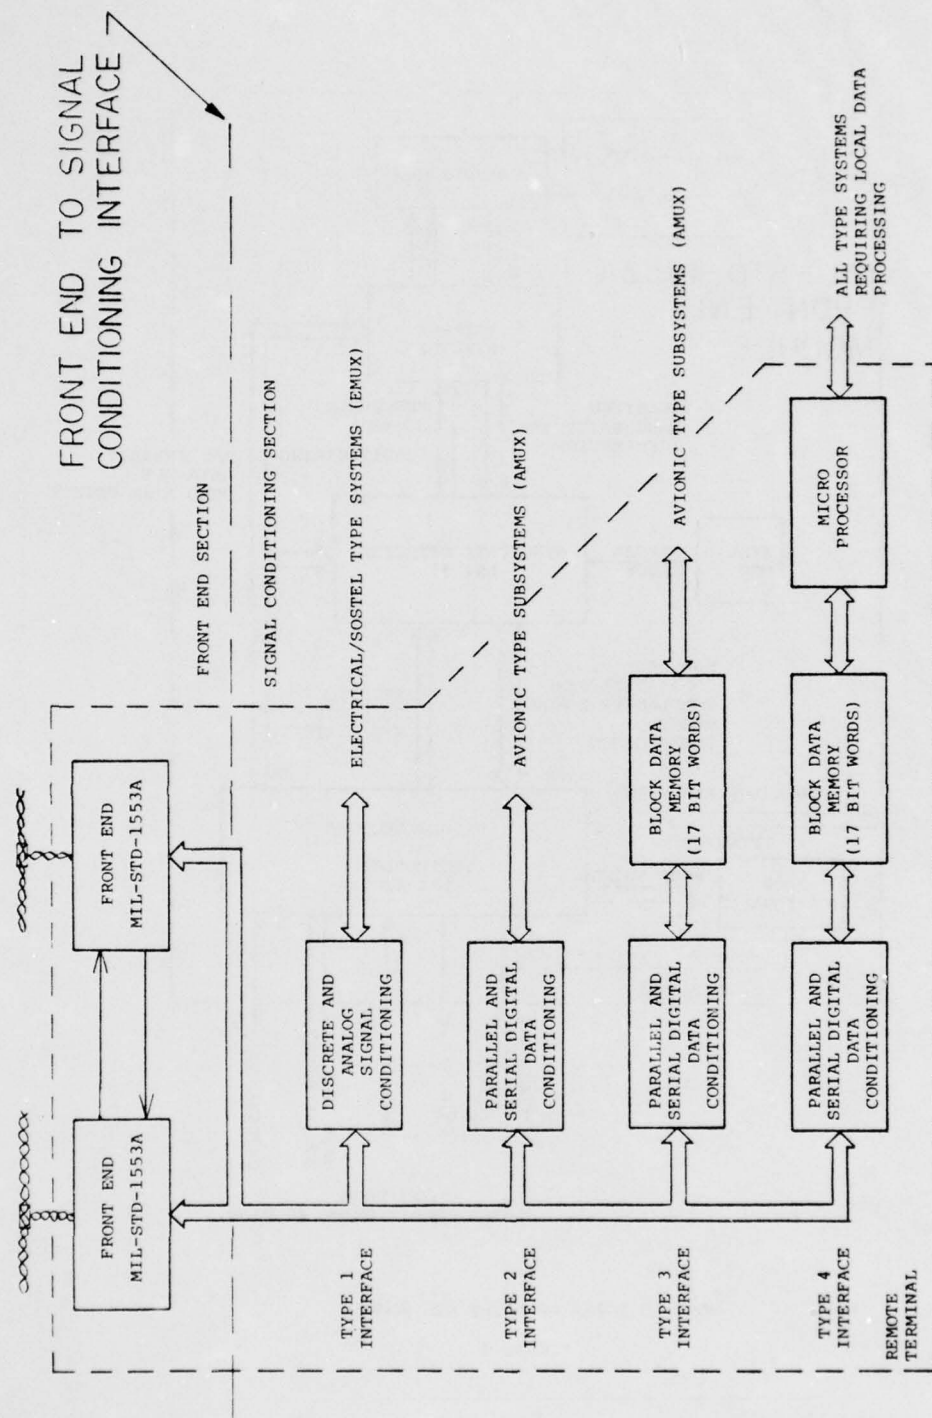 FRONT END TO SIGNAL
CONDITIONING INTERFACE
FRONT END SECTION
SIGNAL CONDITIONING SECTION
FRONT END
MIL-STD-1553A
FRONT END
MIL-STD-1553A
TYPE 1
INTERFACE
DISCRETE AND
ANALOG
SIGNAL
CONDITIONING
ELECTRICAL/SOSTEL TYPE SYSTEMS (EMUX)
TYPE 2
INTERFACE
PARALLEL AND
SERIAL DIGITAL
DATA
CONDITIONING
AVIONIC TYPE SUBSYSTEMS (AMUX)
TYPE 3
INTERFACE
PARALLEL AND
SERIAL DIGITAL
DATA
CONDITIONING
BLOCK DATA
MEMORY
(17 BIT WORDS)
AVIONIC TYPE SUBSYSTEMS (AMUX)
TYPE 4
INTERFACE
PARALLEL AND
SERIAL DIGITAL
DATA
CONDITIONING
BLOCK DATA
MEMORY
(17 BIT WORDS)
MICRO
PROCESSOR
ALL TYPE SYSTEMS
REQUIRING LOCAL DATA
PROCESSING
REMOTE
TERMINAL